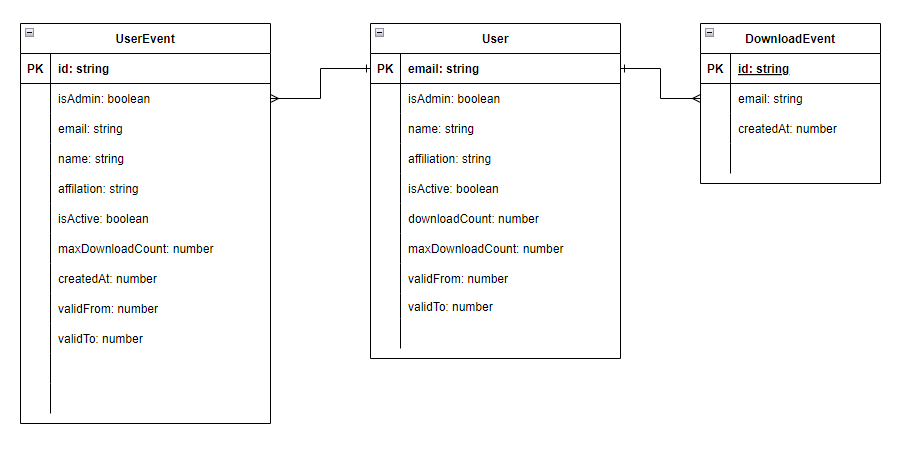 UserEvent
PK id: string
isAdmin: boolean
email: string
name: string
affilation: string
isActive: boolean
maxDownloadCount: number
createdAt: number
validFrom: number
validTo: number
User
PK email: string
isAdmin: boolean
name: string
affiliation: string
isActive: boolean
downloadCount: number
maxDownloadCount: number
validFrom: number
validTo: number
DownloadEvent
PK id: string
email: string
createdAt: number